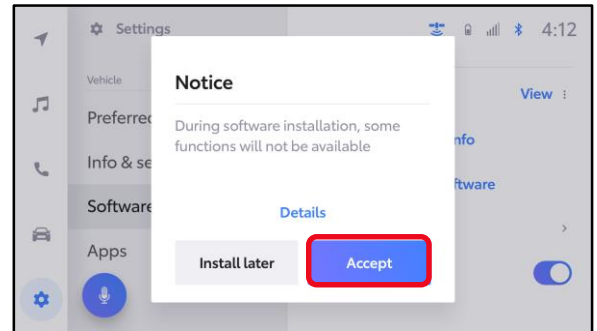 Settings
4:12
Vehicle
Notice
View
Preferred
During software installation, some
functions will not be available
nfo
Info & se
ftware
Software
Details
Apps
Install later
Accept